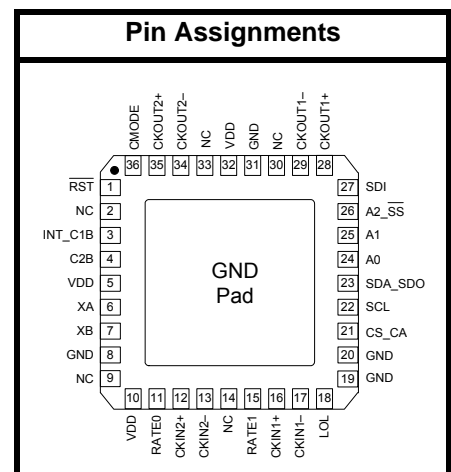 Pin Assignments
CMODE
CKOUT2+
CKOUT2–
NC
VDD
GND
NC
CKOUT1–
CKOUT1+
36 35 34 33 32 31 30 29 28
RST 1
NC 2
INT_C1B 3
C2B 4
VDD 5
XA 6
XB 7
GND 8
NC 9
GND
Pad
27 SDI
26 A2_SS
25 A1
24 A0
23 SDA_SDO
22 SCL
21 CS_CA
20 GND
19 GND
10 11 12 13 14 15 16 17 18
VDD
RATE0
CKIN2+
CKIN2–
NC
RATE1
CKIN1+
CKIN1–
LOL